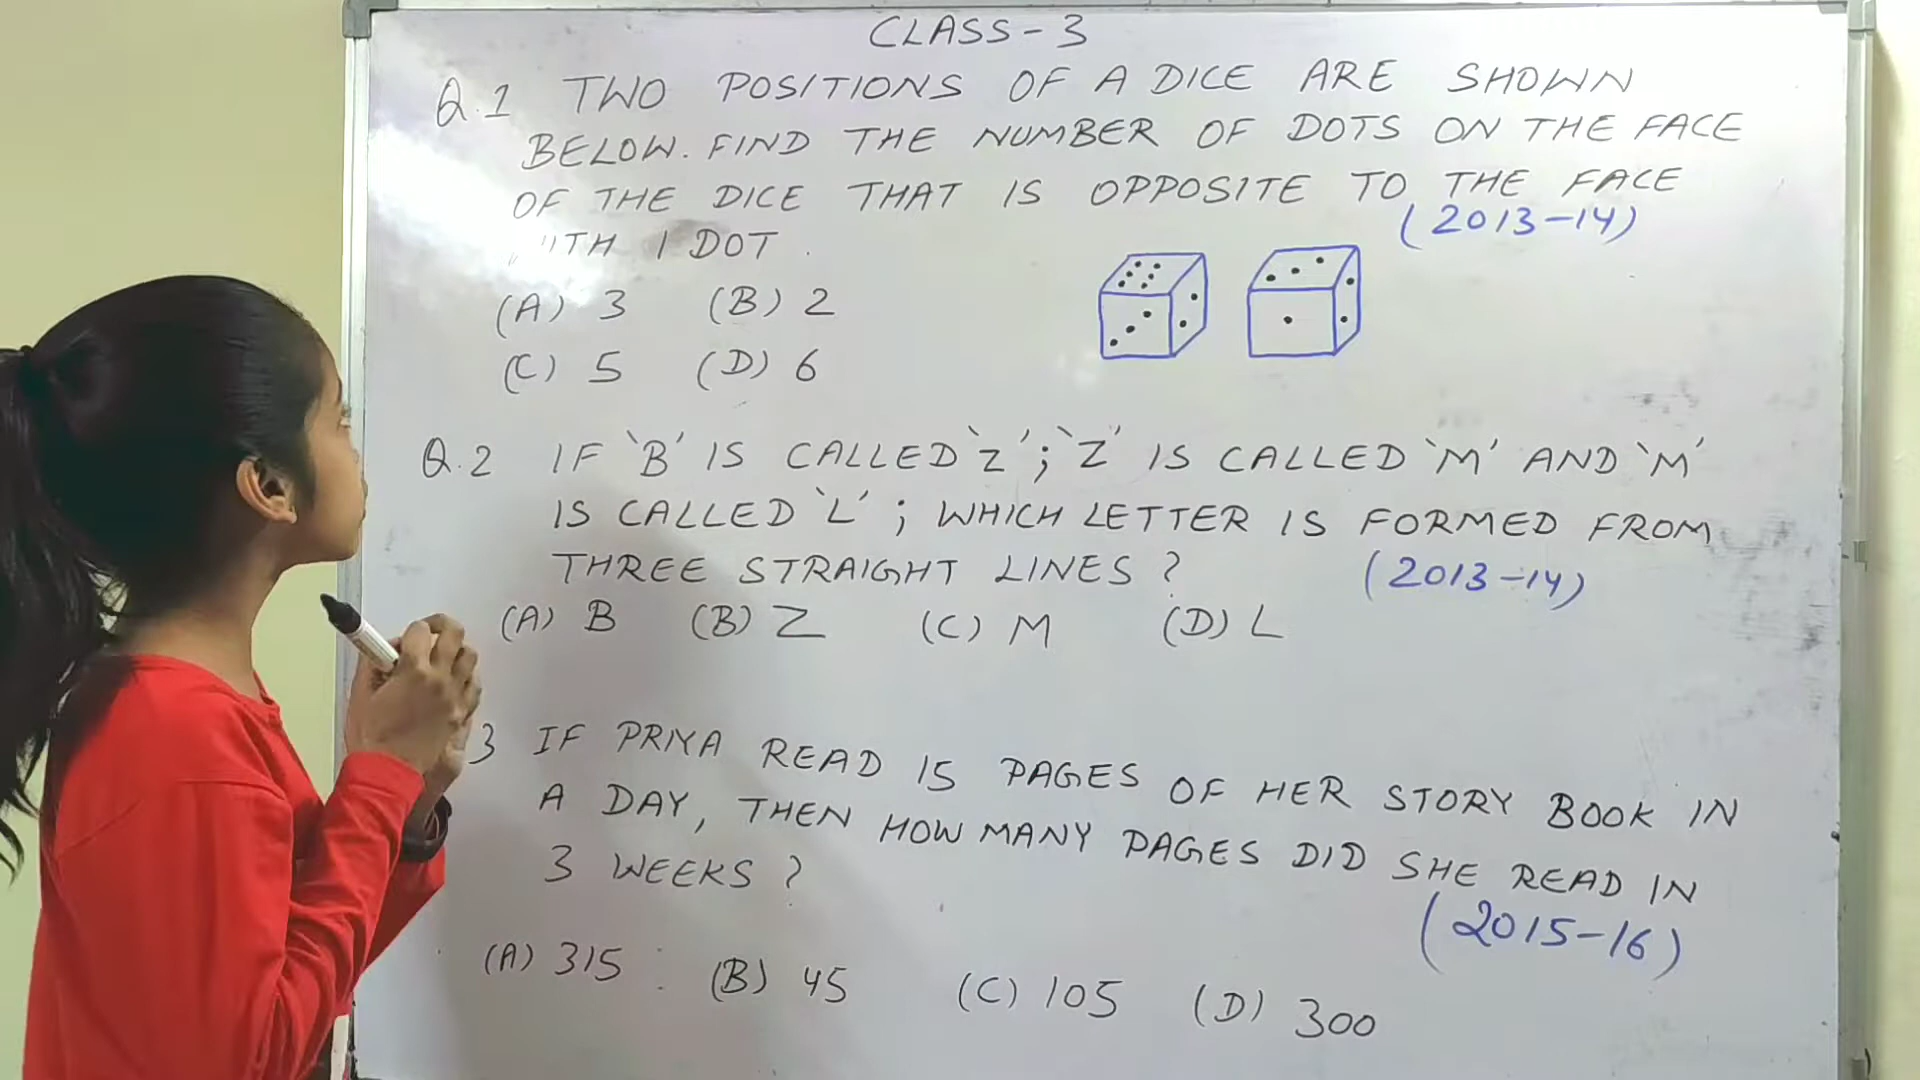 CLASS-3
Q.1 TWO POSITIONS OF A DICE ARE SHOWN
BELOW. FIND THE NUMBER OF DOTS ON THE FACE
OF THE DICE THAT IS OPPOSITE TO THE FACE
ITH 1 DOT.
(2013-14)
(A) 3 (B) 2
(C) 5 (D) 6
Q.2 IF 'B' IS CALLED 'Z'; 'Z' IS CALLED 'M' AND 'M'
IS CALLED 'L'; WHICH LETTER IS FORMED FROM
THREE STRAIGHT LINES?
(2013-14)
(A) B (B) Z (C) M (D) L
3 IF PRIYA READ 15 PAGES OF HER STORY BOOK IN
A DAY, THEN HOW MANY PAGES DID SHE READ IN
3 WEEKS?
(2015-16)
(A) 315 (B) 45 (C) 105 (D) 300